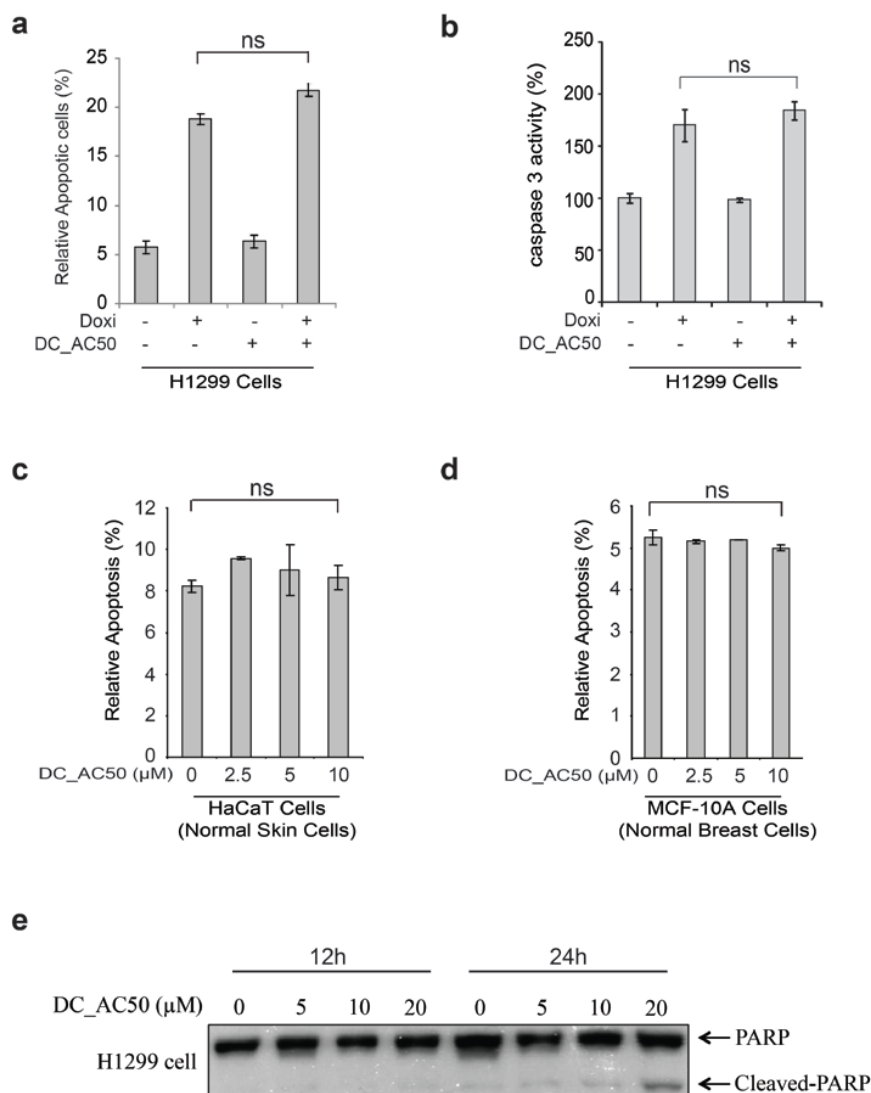 a
ns
Relative Apopotic cells (%)
25
20
15
10
5
0
Doxi - + - +
DC_AC50 - - + +
H1299 Cells
b
ns
caspase 3 activity (%)
250
200
150
100
50
0
Doxi - + - +
DC_AC50 - - + +
H1299 Cells
c
ns
Relative Apoptosis (%)
12
10
8
6
4
2
0
DC_AC50 (µM) 0 2.5 5 10
HaCaT Cells
(Normal Skin Cells)
d
ns
Relative Apoptosis (%)
6
5
4
3
2
1
0
DC_AC50 (µM) 0 2.5 5 10
MCF-10A Cells
(Normal Breast Cells)
e
12h 24h
DC_AC50 (µM) 0 5 10 20 0 5 10 20
PARP
H1299 cell
Cleaved-PARP